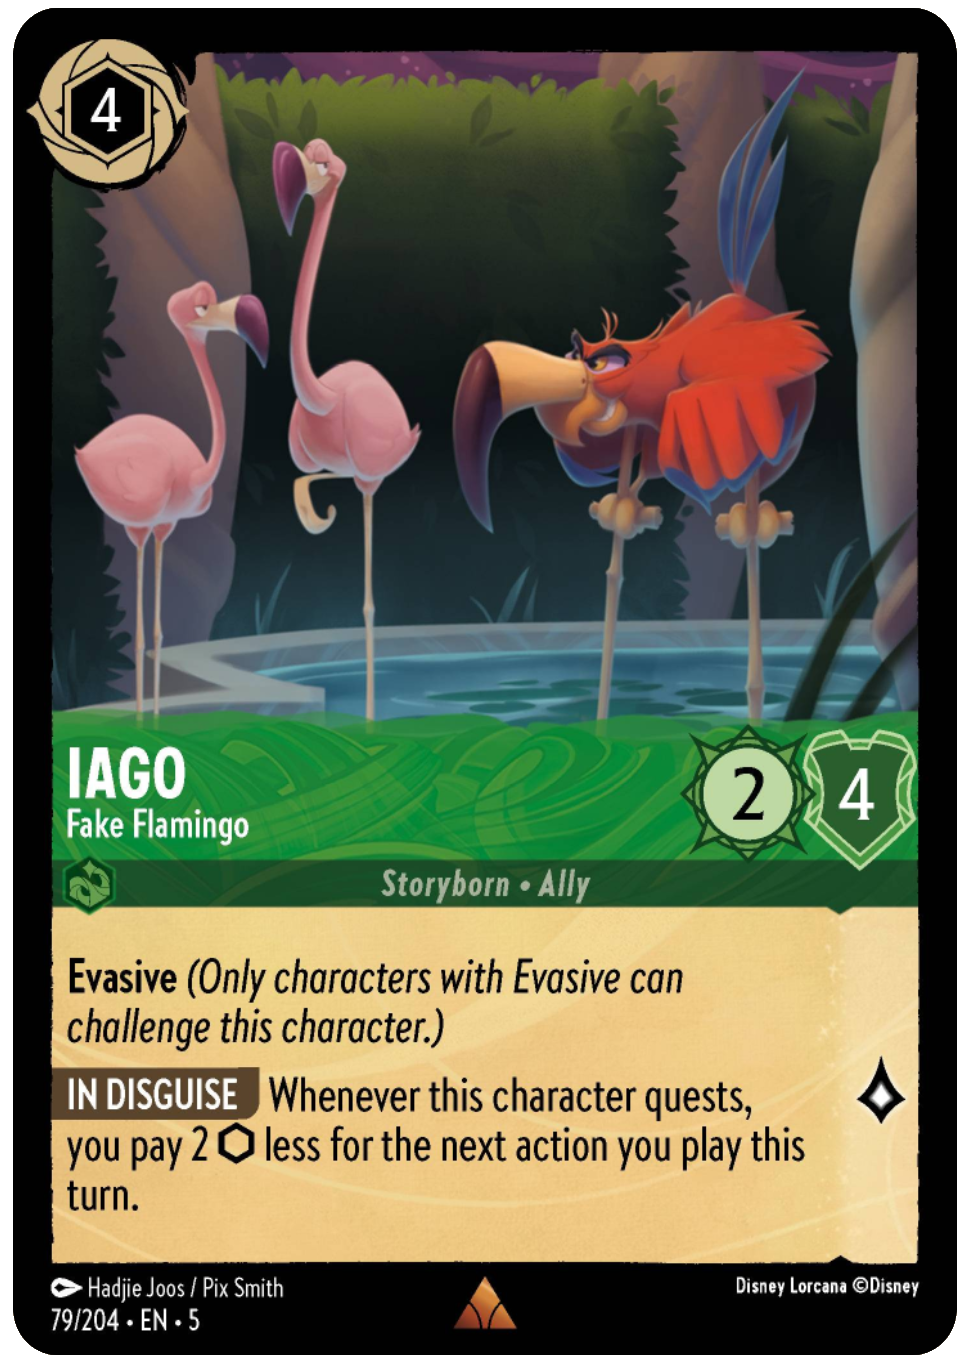 4
IAGO
Fake Flamingo
2
4
Storyborn • Ally
Evasive (Only characters with Evasive can
challenge this character.)
IN DISGUISE Whenever this character quests,
you pay 2 ⬡ less for the next action you play this
turn.
Hadjie Joos / Pix Smith
79/204 • EN • 5
Disney Lorcana ©Disney